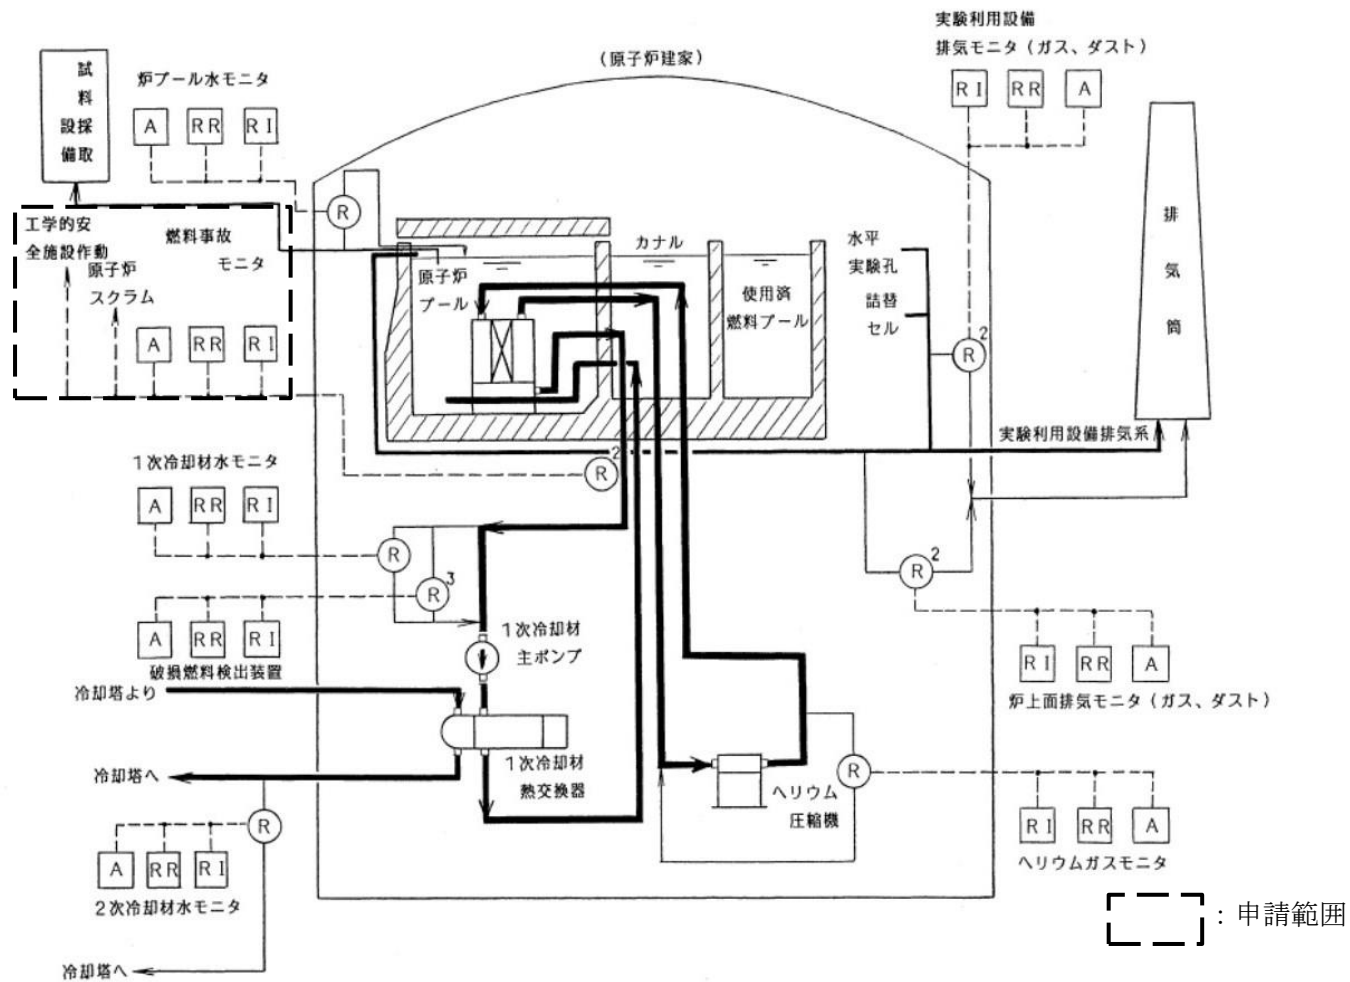 実験利用設備
排気モニタ(ガス、ダスト)
RI RR A
(原子炉建家)
試料採取設備
炉プール水モニタ
A RR RI
R
工学的安
全施設作動
燃料事故
モニタ
原子炉
スクラム
A RR RI
原子炉
プール
カナル
使用済
燃料プール
水平
実験孔
詰替
セル
R2
排気筒
実験利用設備排気系
R2
1次冷却材水モニタ
A RR RI
R
R3
A RR RI
破損燃料検出装置
1次冷却材
主ポンプ
冷却塔より
冷却塔へ
1次冷却材
熱交換器
R2
RI RR A
炉上面排気モニタ(ガス、ダスト)
ヘリウム
圧縮機
R
RI RR A
ヘリウムガスモニタ
R
A RR RI
2次冷却材水モニタ
冷却塔へ
:申請範囲